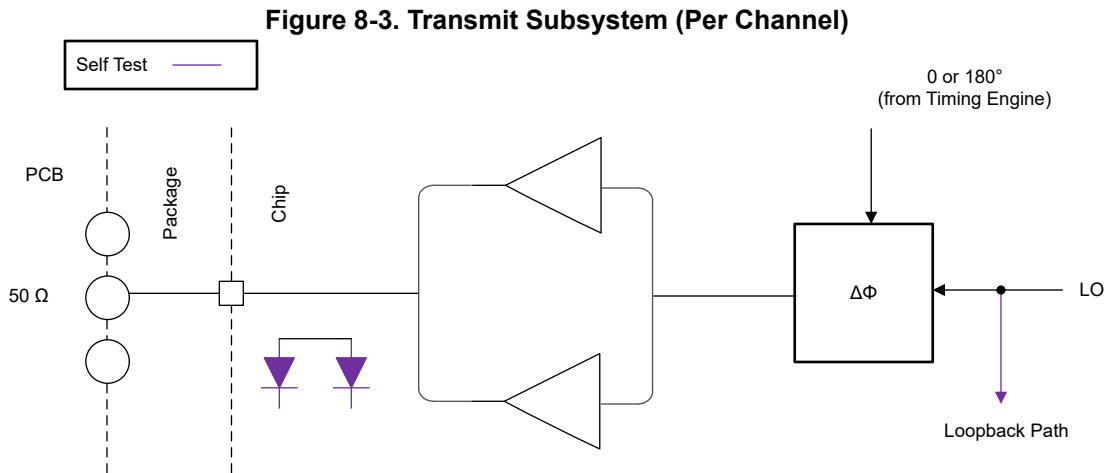 Figure 8-3. Transmit Subsystem (Per Channel)
Self Test
0 or 180°
(from Timing Engine)
PCB
Package
Chip
50 Ω
ΔΦ
LO
Loopback Path